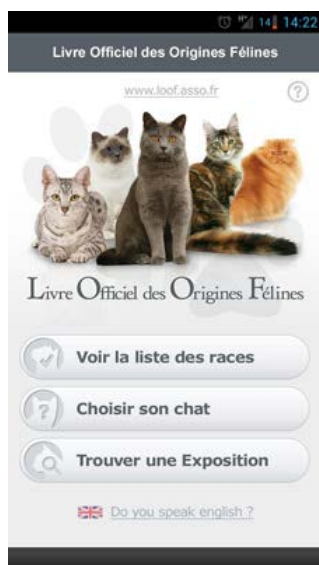 14 14:22
Livre Officiel des Origines Félines
www.loof.asso.fr
?
Livre Officiel des Origines Félines
Voir la liste des races
?
Choisir son chat
Trouver une Exposition
Do you speak english ?